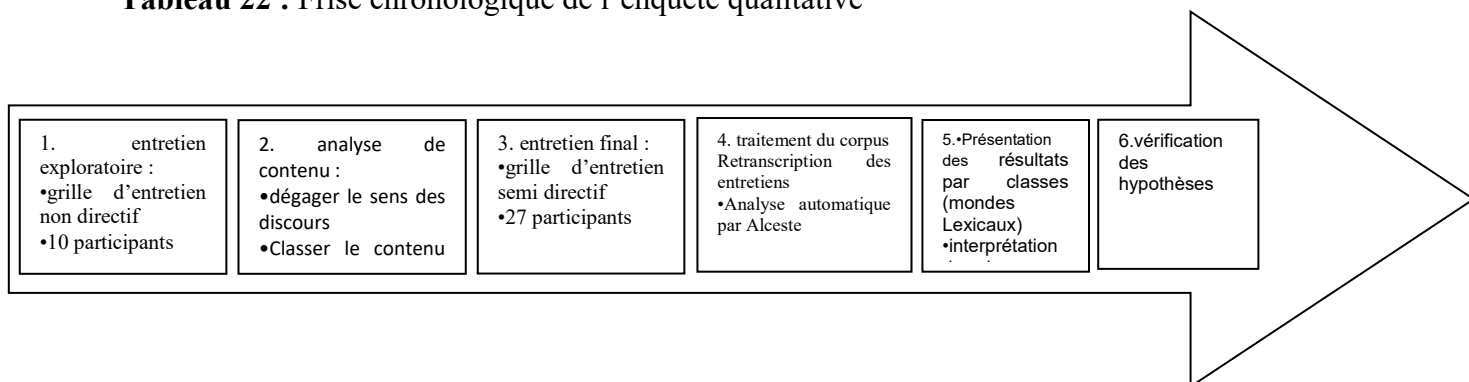 Tableau 22 : Frise chronologique de l’enquête qualitative
1. entretien
exploratoire :
•grille d’entretien
non directif
•10 participants
2. analyse de
contenu :
•dégager le sens des
discours
•Classer le contenu
3. entretien final :
•grille d’entretien
semi directif
•27 participants
4. traitement du corpus
Retranscription des
entretiens
•Analyse automatique
par Alceste
5.•Présentation
des résultats
par classes
(mondes
Lexicaux)
•interprétation
6.vérification
des
hypothèses